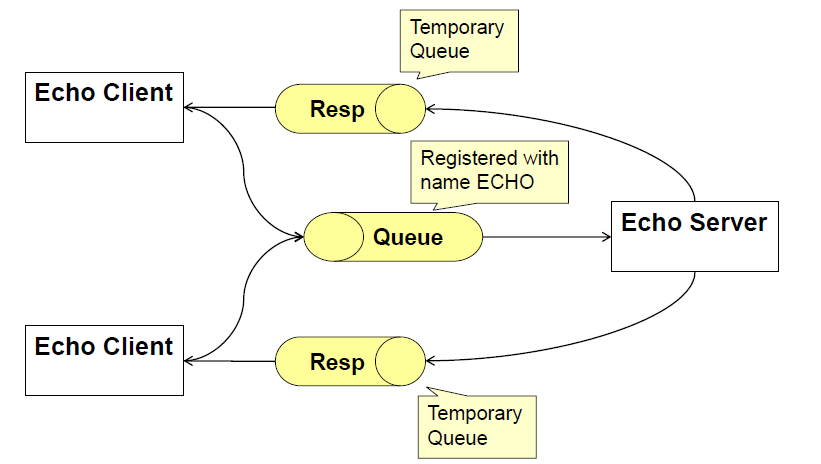 Temporary
Queue
Echo Client
Resp
Registered with
name ECHO
Queue
Echo Server
Echo Client
Resp
Temporary
Queue